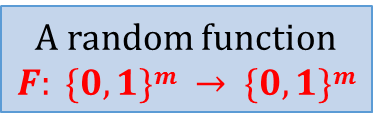 A random function
F: {0, 1}ᵐ → {0, 1}ᵐ